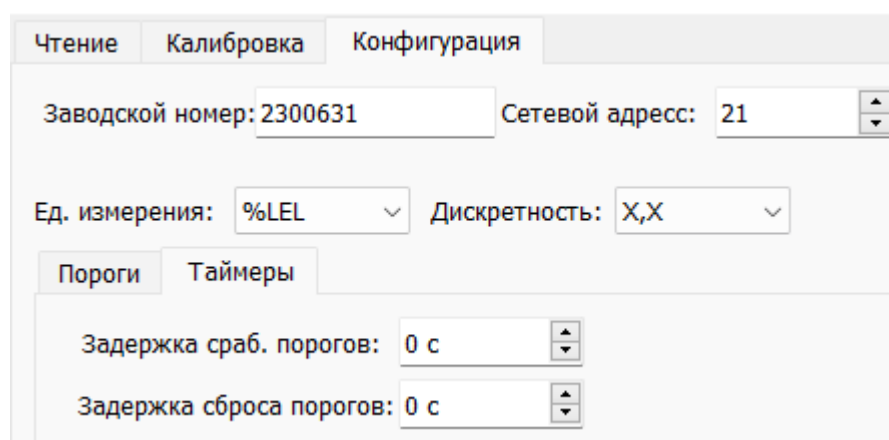 Чтение Калибровка Конфигурация
Заводской номер: 2300631 Сетевой адресс: 21
Ед. измерения: %LEL Дискретность: X,X
Пороги Таймеры
Задержка сраб. порогов: 0 с
Задержка сброса порогов: 0 с